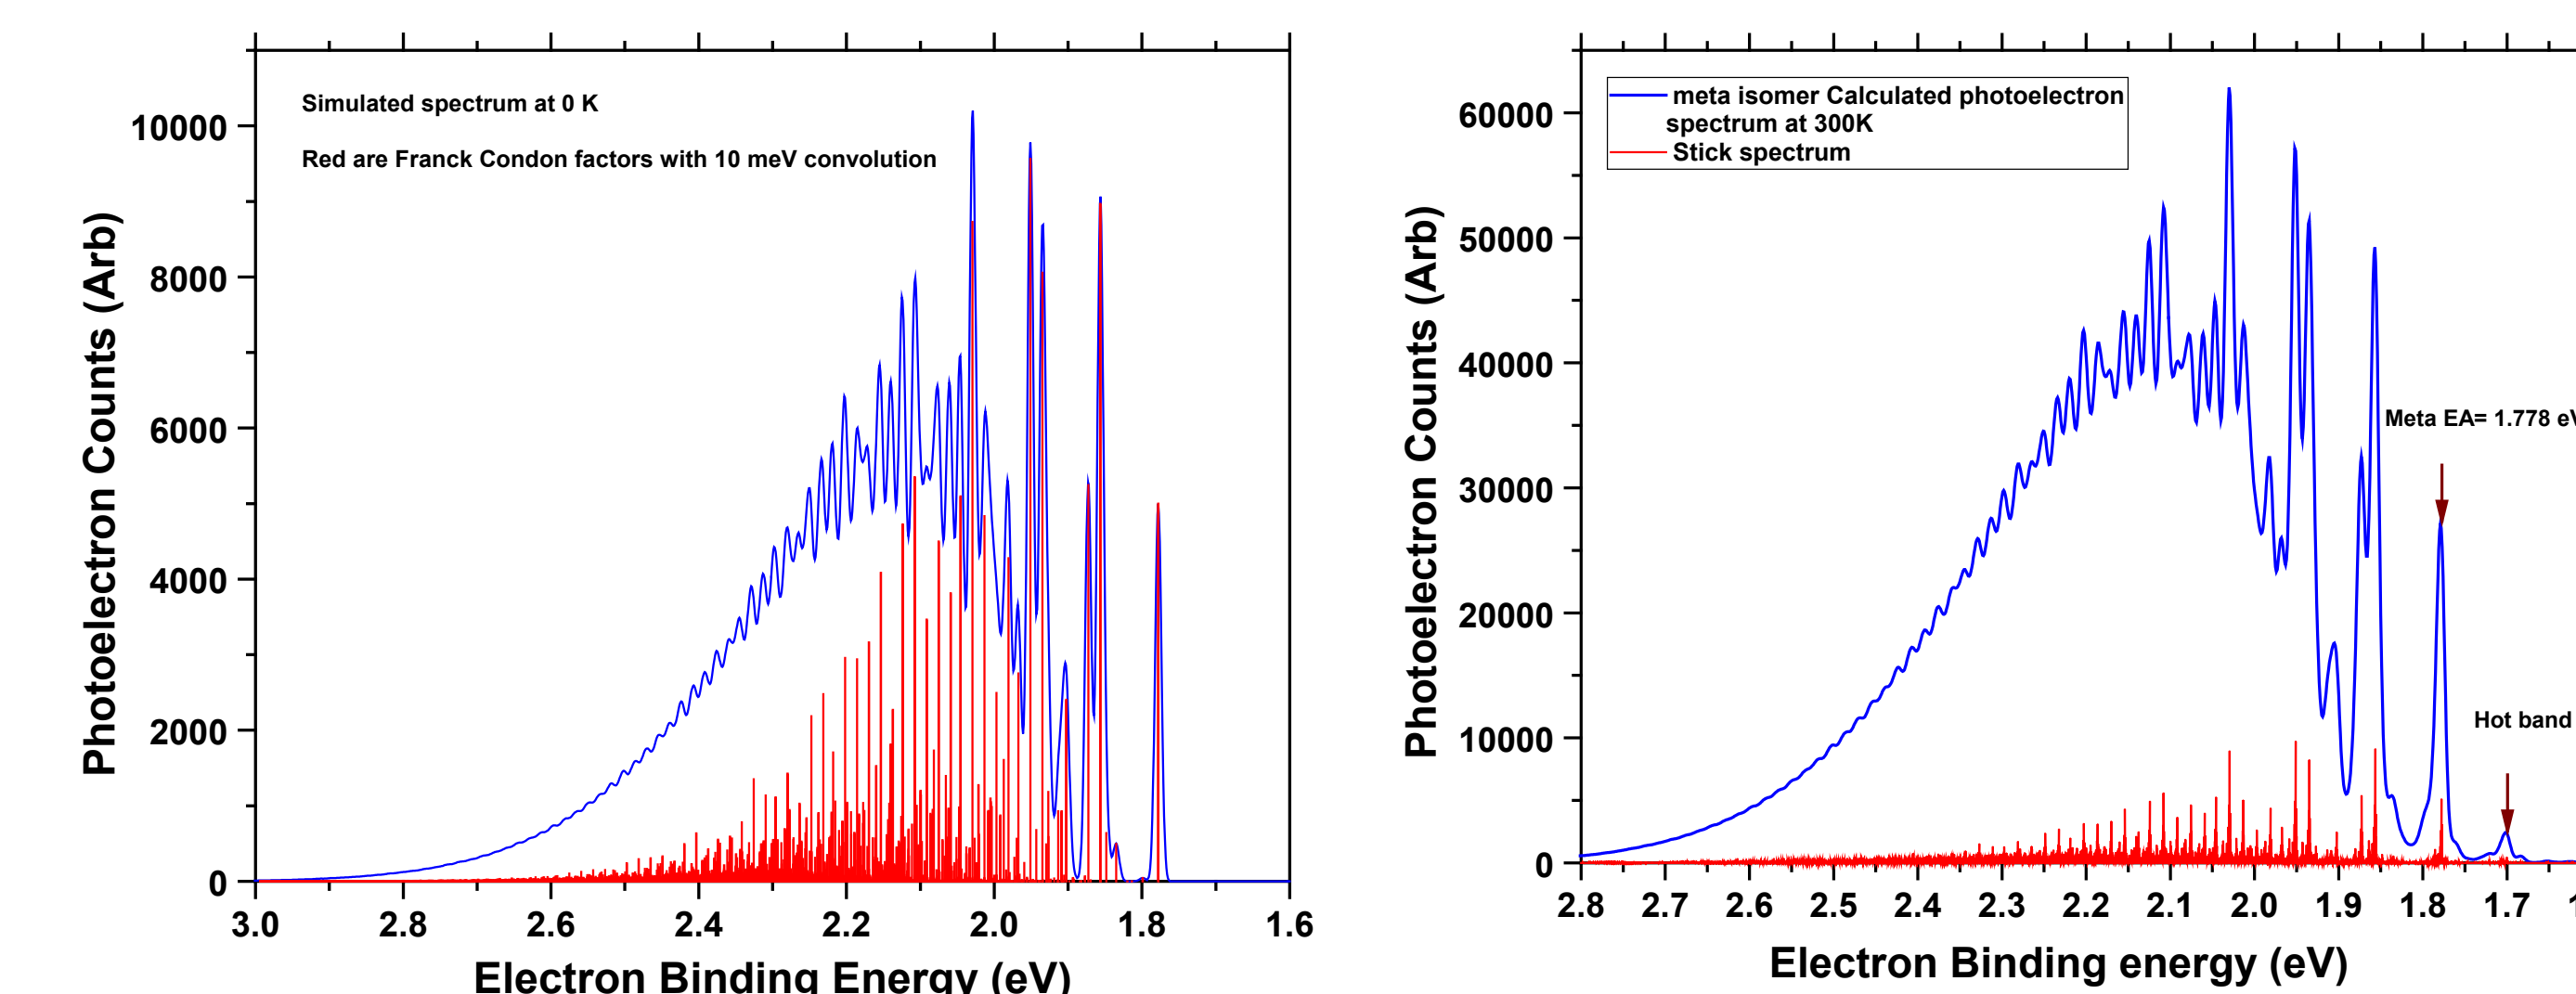 Simulated spectrum at 0 K
Red are Franck Condon factors with 10 meV convolution
Photoelectron Counts (Arb)
10000
8000
6000
4000
2000
0
3.0 2.8 2.6 2.4 2.2 2.0 1.8 1.6
Electron Binding Energy (eV)
meta isomer Calculated photoelectron
spectrum at 300K
Stick spectrum
Photoelectron Counts (Arb)
60000
50000
40000
30000
20000
10000
0
Meta EA= 1.778 eV
Hot band
2.8 2.7 2.6 2.5 2.4 2.3 2.2 2.1 2.0 1.9 1.8 1.7
Electron Binding energy (eV)